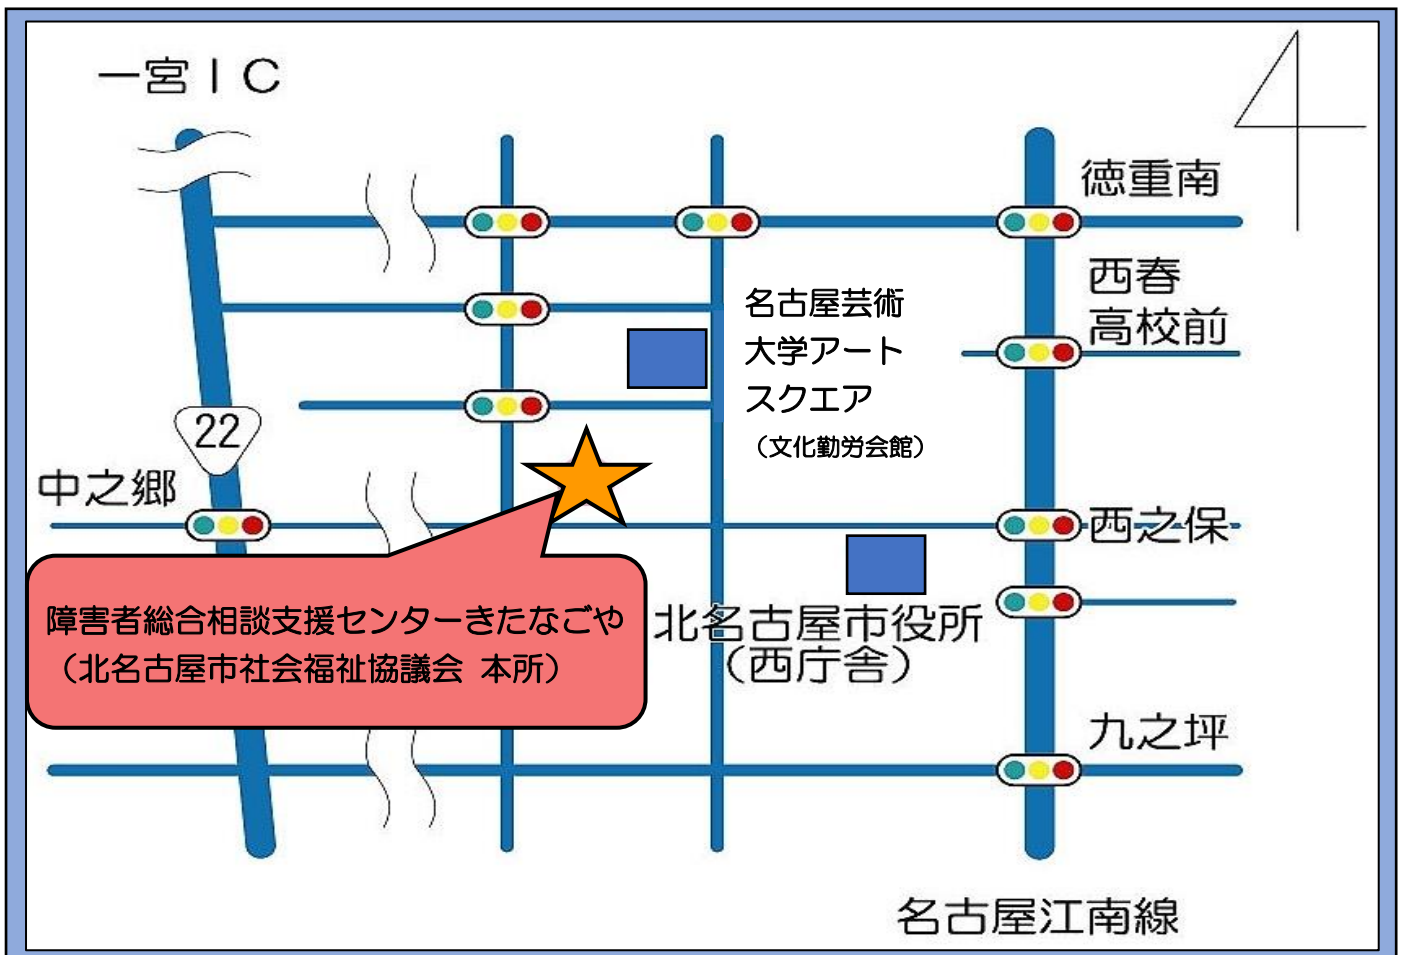 一宮ＩＣ
徳重南
西春
高校前
名古屋芸術
大学アート
スクエア
（文化勤労会館）
22
中之郷
西之保
障害者総合相談支援センターきたなごや
（北名古屋市社会福祉協議会 本所）
北名古屋市役所
（西庁舎）
九之坪
名古屋江南線